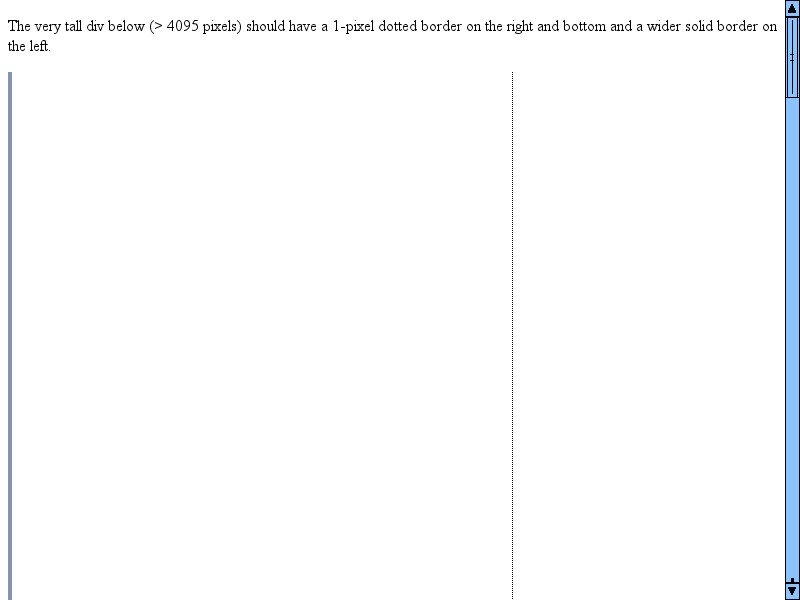 The very tall div below (> 4095 pixels) should have a 1-pixel dotted border on the right and bottom and a wider solid border on
the left.